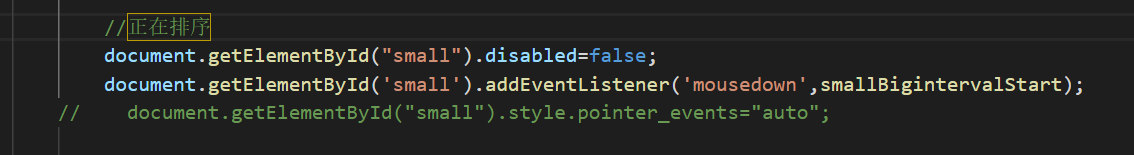 //正在排序
document.getElementById("small").disabled=false;
document.getElementById('small').addEventListener('mousedown',smallBigintervalStart);
//    document.getElementById("small").style.pointer_events="auto";